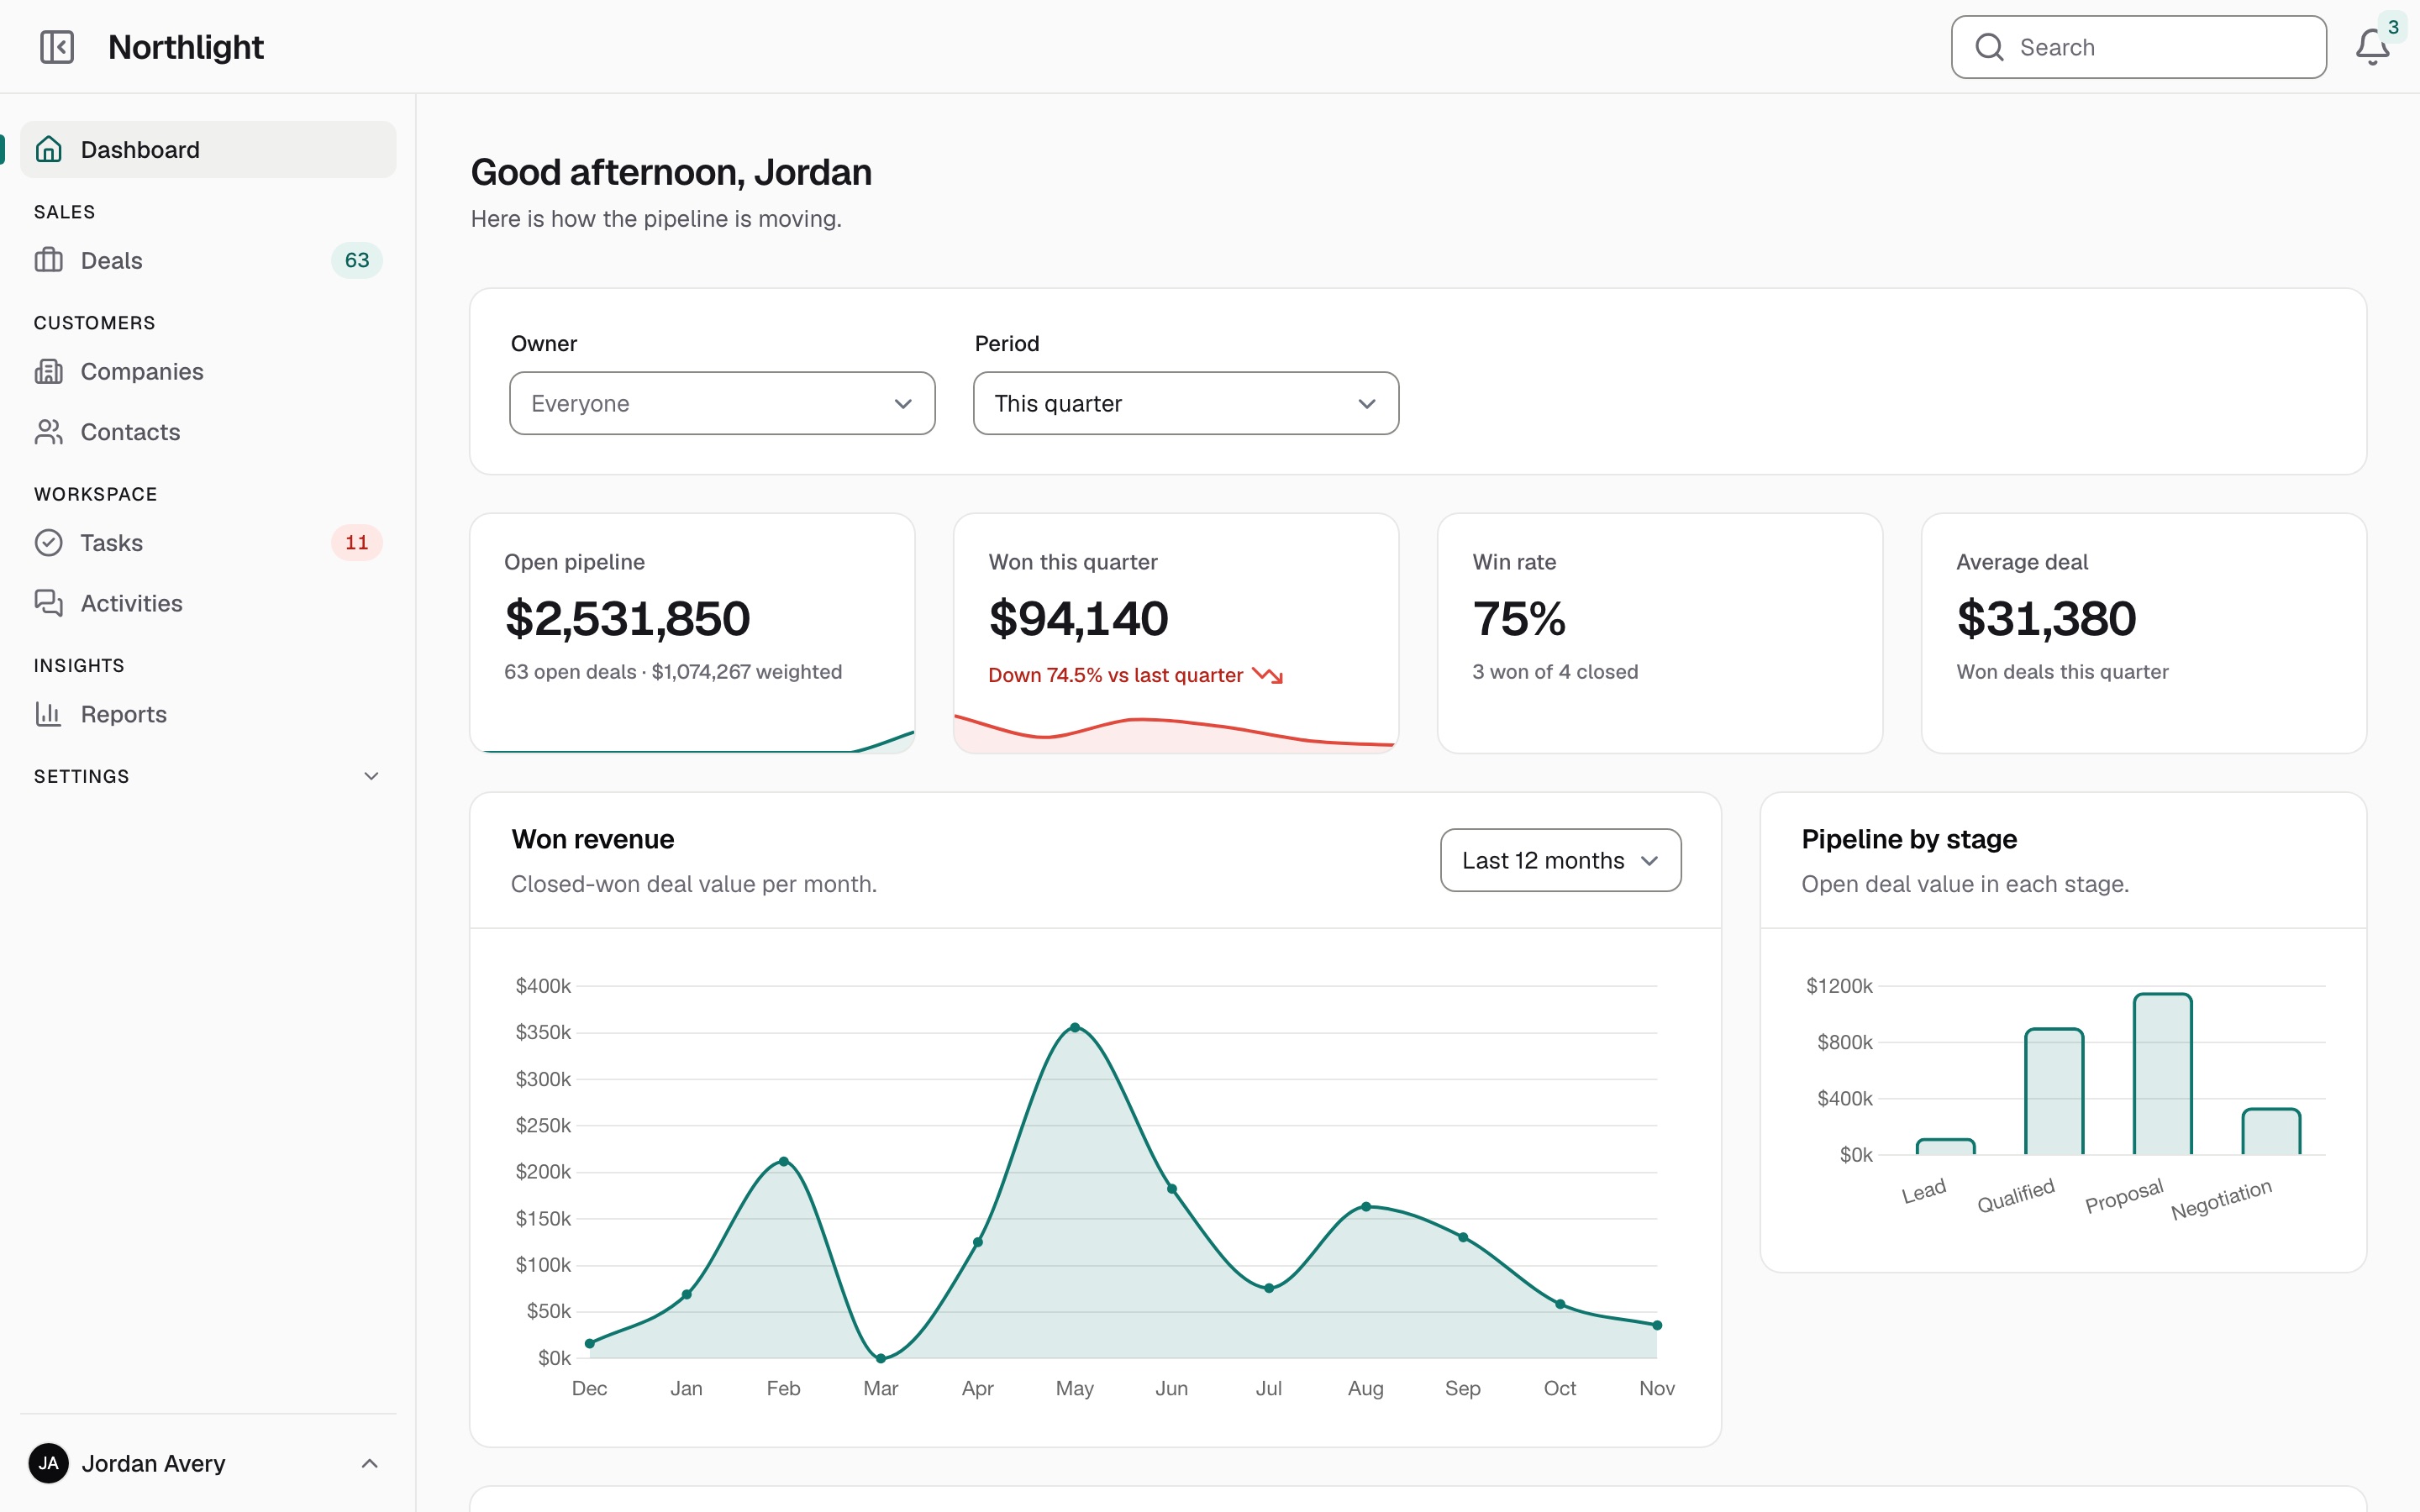 Northlight
Search
3
Dashboard
SALES
Deals 63
CUSTOMERS
Companies
Contacts
WORKSPACE
Tasks 11
Activities
INSIGHTS
Reports
SETTINGS
JA Jordan Avery
Good afternoon, Jordan
Here is how the pipeline is moving.
Owner
Everyone
Period
This quarter
Open pipeline
$2,531,850
63 open deals · $1,074,267 weighted
Won this quarter
$94,140
Down 74.5% vs last quarter
Win rate
75%
3 won of 4 closed
Average deal
$31,380
Won deals this quarter
Won revenue
Closed-won deal value per month.
Last 12 months
$400k
$350k
$300k
$250k
$200k
$150k
$100k
$50k
$0k
Dec Jan Feb Mar Apr May Jun Jul Aug Sep Oct Nov
Pipeline by stage
Open deal value in each stage.
$1200k
$800k
$400k
$0k
Lead Qualified Proposal Negotiation